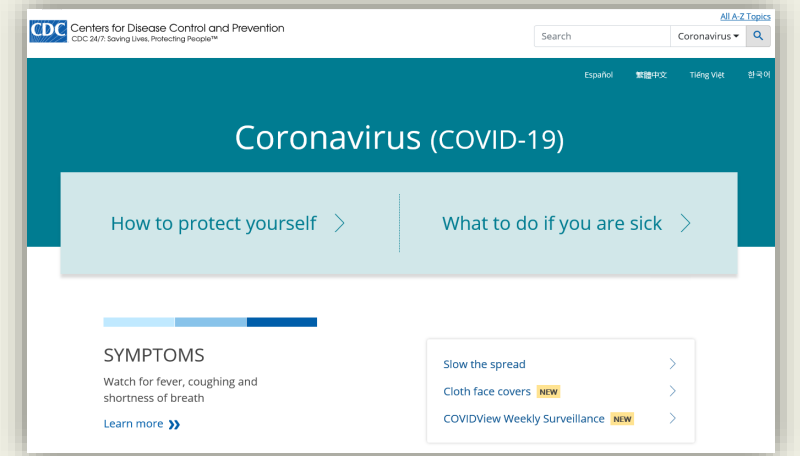 All A-Z Topics
CDC Centers for Disease Control and Prevention
CDC 24/7: Saving Lives, Protecting People™
Search
Coronavirus
Español 繁體中文 Tiếng Việt 한국어
Coronavirus (COVID-19)
How to protect yourself
What to do if you are sick
SYMPTOMS
Watch for fever, coughing and
shortness of breath
Learn more
Slow the spread
Cloth face covers NEW
COVIDView Weekly Surveillance NEW